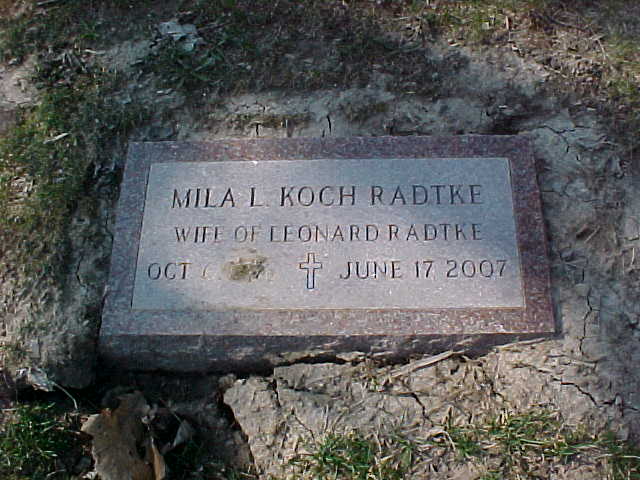 MILA L. KOCH RADTKE
WIFE OF LEONARD RADTKE
OCT JUNE 17, 2007